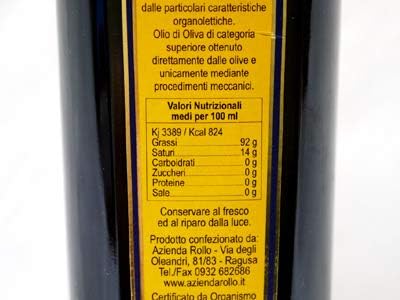 dalle particolari caratteristiche
organolettiche.
Olio di Oliva di categoria
superiore ottenuto
direttamente dalle olive e
unicamente mediante
procedimenti meccanici.
Valori Nutrizionali
medi per 100 ml
Kj 3389 / Kcal 824
Grassi 92 g
Saturi 14 g
Carboidrati 0 g
Zuccheri 0 g
Proteine 0 g
Sale 0 g
Conservare al fresco
ed al riparo dalla luce.
Prodotto confezionato da:
Azienda Rollo - Via degli
Oleandri, 81/83 - Ragusa
Tel./Fax 0932 682686
www.aziendarollo.it
Certificato da Organismo